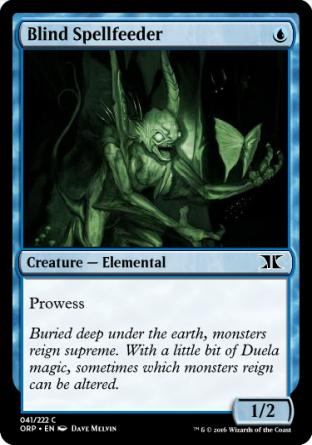 Blind Spellfeeder
Creature — Elemental
Prowess
Buried deep under the earth, monsters
reign supreme. With a little bit of Duela
magic, sometimes which monsters reign
can be altered.
1/2
041/222 C
ORP • EN Dave Melvin
™ & © 2016 Wizards of the Coast